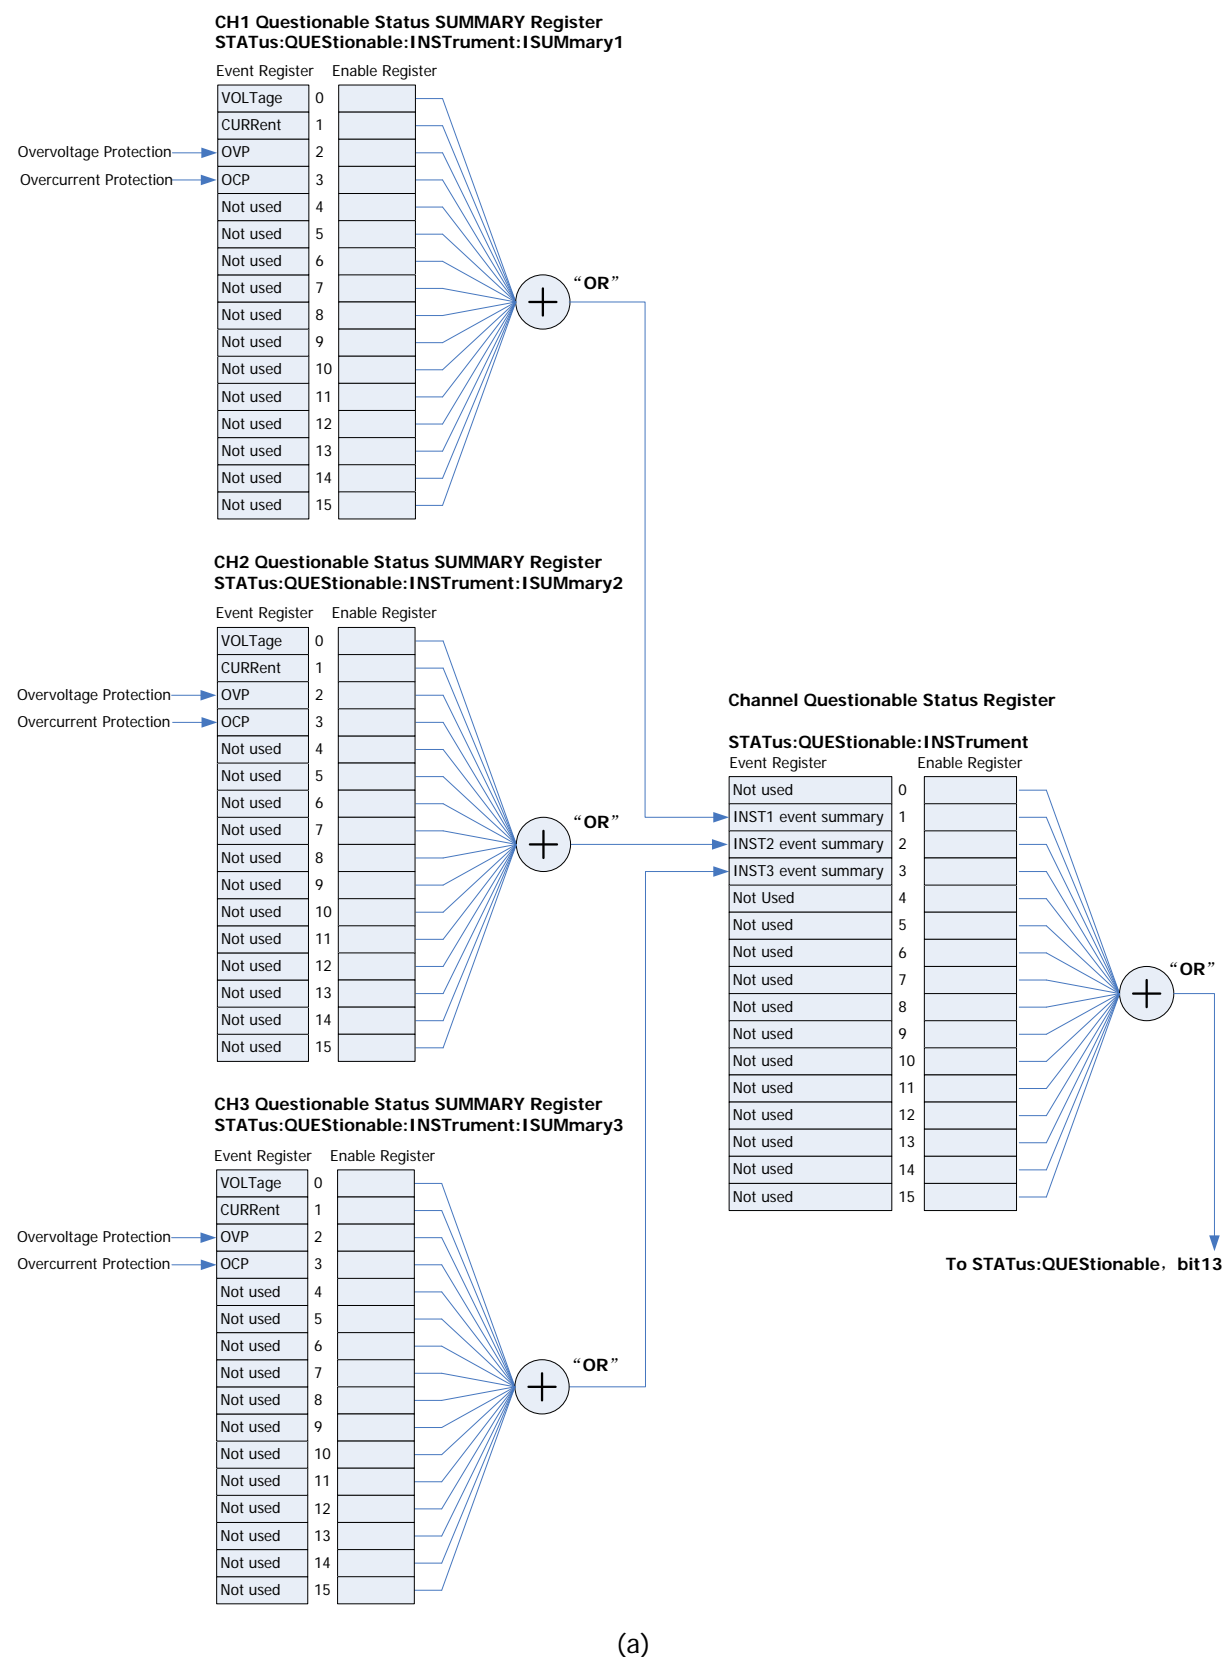 CH1 Questionable Status SUMMARY Register
STATus:QUEStionable:INSTrument:ISUMmary1
Event Register Enable Register
VOLTage 0
CURRent 1
Overvoltage Protection OVP 2
Overcurrent Protection OCP 3
Not used 4
Not used 5
Not used 6
Not used 7
Not used 8
Not used 9
Not used 10
Not used 11
Not used 12
Not used 13
Not used 14
Not used 15
“OR”
CH2 Questionable Status SUMMARY Register
STATus:QUEStionable:INSTrument:ISUMmary2
Event Register Enable Register
VOLTage 0
CURRent 1
Overvoltage Protection OVP 2
Overcurrent Protection OCP 3
Not used 4
Not used 5
Not used 6
Not used 7
Not used 8
Not used 9
Not used 10
Not used 11
Not used 12
Not used 13
Not used 14
Not used 15
“OR”
CH3 Questionable Status SUMMARY Register
STATus:QUEStionable:INSTrument:ISUMmary3
Event Register Enable Register
VOLTage 0
CURRent 1
Overvoltage Protection OVP 2
Overcurrent Protection OCP 3
Not used 4
Not used 5
Not used 6
Not used 7
Not used 8
Not used 9
Not used 10
Not used 11
Not used 12
Not used 13
Not used 14
Not used 15
“OR”
Channel Questionable Status Register
STATus:QUEStionable:INSTrument
Event Register Enable Register
Not used 0
INST1 event summary 1
INST2 event summary 2
INST3 event summary 3
Not Used 4
Not used 5
Not used 6
Not used 7
Not used 8
Not used 9
Not used 10
Not used 11
Not used 12
Not used 13
Not used 14
Not used 15
“OR”
To STATus:QUEStionable，bit13
(a)